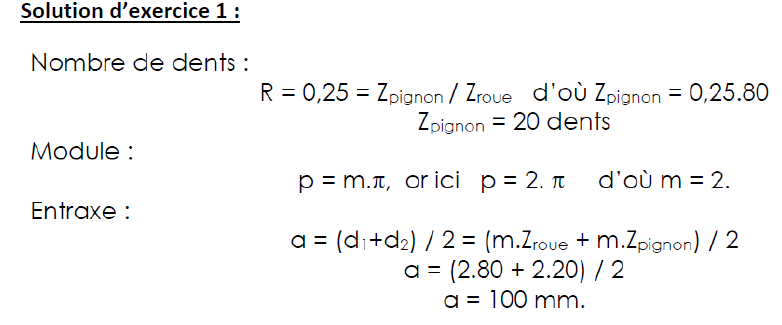 Solution d’exercice 1 :
Nombre de dents :
R = 0,25 = Zpignon / Zroue d’où Zpignon = 0,25.80
Zpignon = 20 dents
Module :
p = m.π, or ici p = 2. π d’où m = 2.
Entraxe :
a = (d1+d2) / 2 = (m.Zroue + m.Zpignon) / 2
a = (2.80 + 2.20) / 2
a = 100 mm.